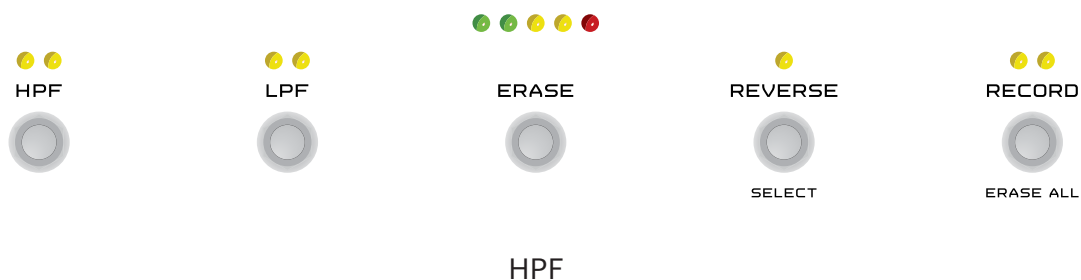 HPF LPF ERASE REVERSE RECORD
SELECT ERASE ALL
HPF